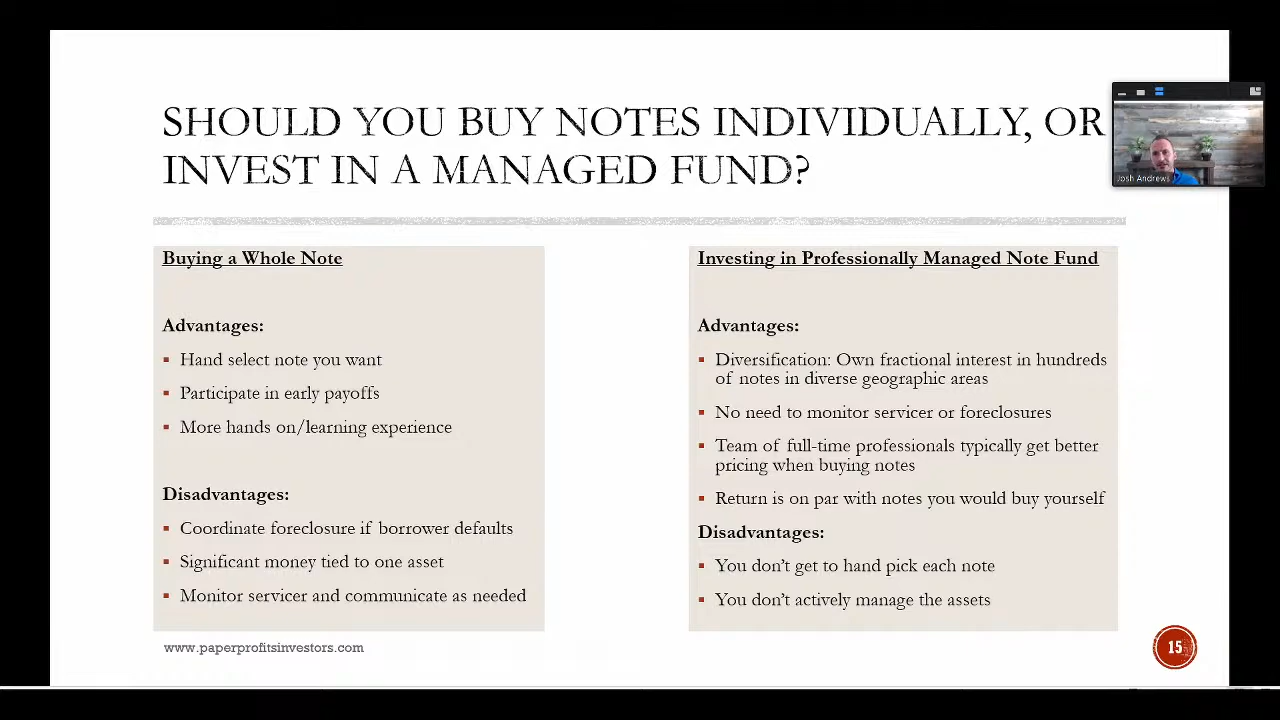 SHOULD YOU BUY NOTES INDIVIDUALLY, OR
INVEST IN A MANAGED FUND?
Josh Andrews
Buying a Whole Note
Advantages:
▪ Hand select note you want
▪ Participate in early payoffs
▪ More hands on/learning experience
Disadvantages:
▪ Coordinate foreclosure if borrower defaults
▪ Significant money tied to one asset
▪ Monitor servicer and communicate as needed
Investing in Professionally Managed Note Fund
Advantages:
▪ Diversification: Own fractional interest in hundreds
of notes in diverse geographic areas
▪ No need to monitor servicer or foreclosures
▪ Team of full-time professionals typically get better
pricing when buying notes
▪ Return is on par with notes you would buy yourself
Disadvantages:
▪ You don't get to hand pick each note
▪ You don't actively manage the assets
www.paperprofitsinvestors.com
15